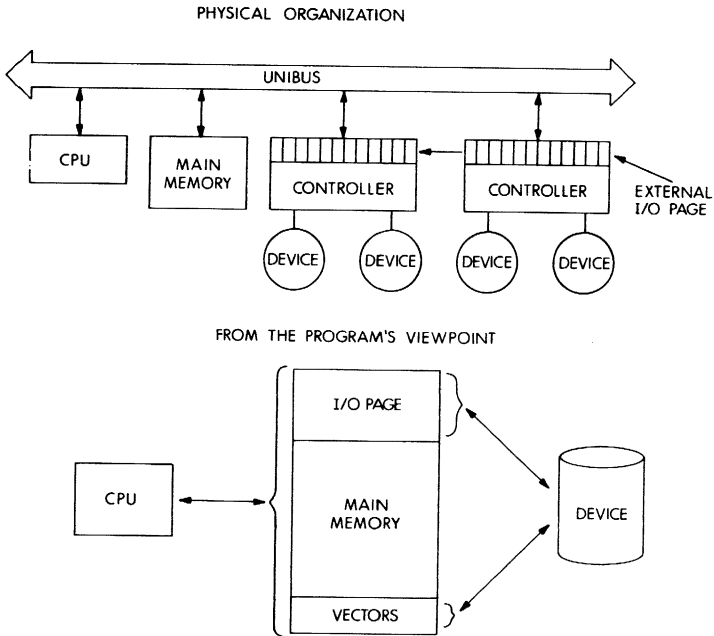 PHYSICAL ORGANIZATION
UNIBUS
CPU
MAIN
MEMORY
CONTROLLER
CONTROLLER
EXTERNAL
I/O PAGE
DEVICE
DEVICE
DEVICE
DEVICE
FROM THE PROGRAM'S VIEWPOINT
I/O PAGE
CPU
MAIN
MEMORY
DEVICE
VECTORS